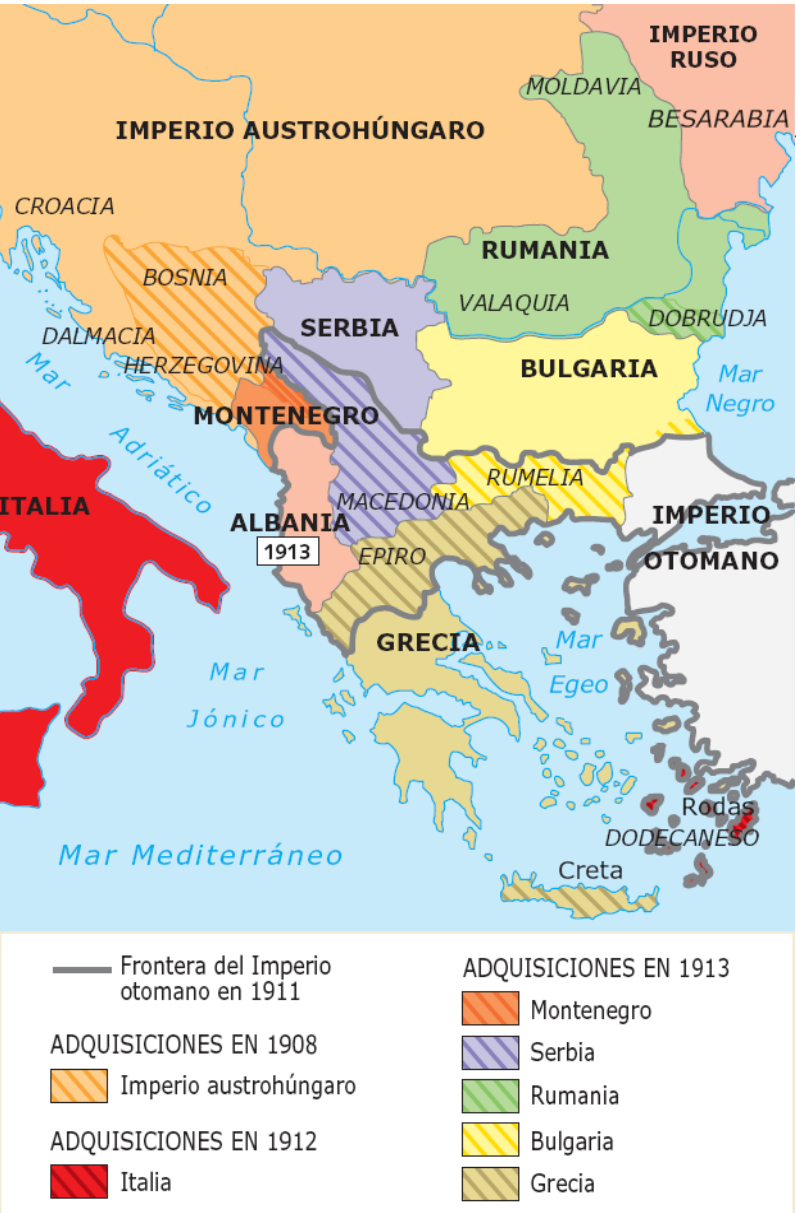 IMPERIO
RUSO
MOLDAVIA
BESARABIA
IMPERIO AUSTROHÚNGARO
CROACIA
RUMANIA
BOSNIA
VALAQUIA
DOBRUDJA
SERBIA
DALMACIA
HERZEGOVINA
BULGARIA
Mar
Negro
Mar
Adriático
MONTENEGRO
RUMELIA
MACEDONIA
ITALIA
ALBANIA
1913
EPIRO
IMPERIO
OTOMANO
GRECIA
Mar
Egeo
Mar
Jónico
Rodas
DODECANESO
Mar Mediterráneo
Creta
Frontera del Imperio
otomano en 1911
ADQUISICIONES EN 1908
Imperio austrohúngaro
ADQUISICIONES EN 1912
Italia
ADQUISICIONES EN 1913
Montenegro
Serbia
Rumania
Bulgaria
Grecia